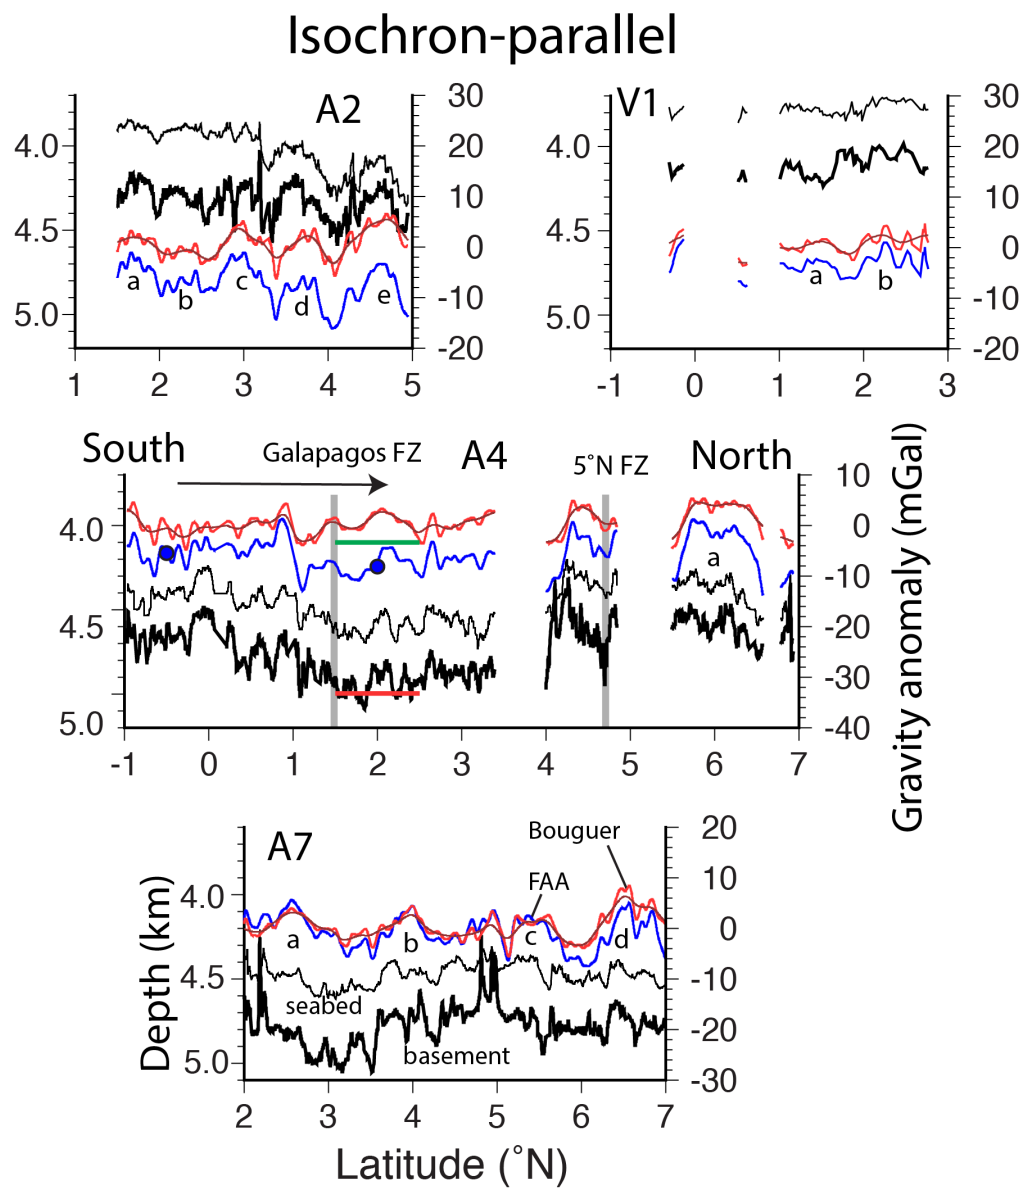 Isochron-parallel
A2
V1
30
20
10
0
-10
-20
4.0
4.5
5.0
a
b
c
d
e
1
2
3
4
5
30
20
10
0
-10
-20
4.0
4.5
5.0
a
b
-1
0
1
2
3
South
Galapagos FZ
A4
5°N FZ
North
10
0
-10
-20
-30
-40
4.0
4.5
5.0
a
-1
0
1
2
3
4
5
6
7
Gravity anomaly (mGal)
A7
Bouguer
FAA
20
10
0
-10
-20
-30
4.0
4.5
5.0
a
b
c
d
seabed
basement
Depth (km)
2
3
4
5
6
7
Latitude (°N)